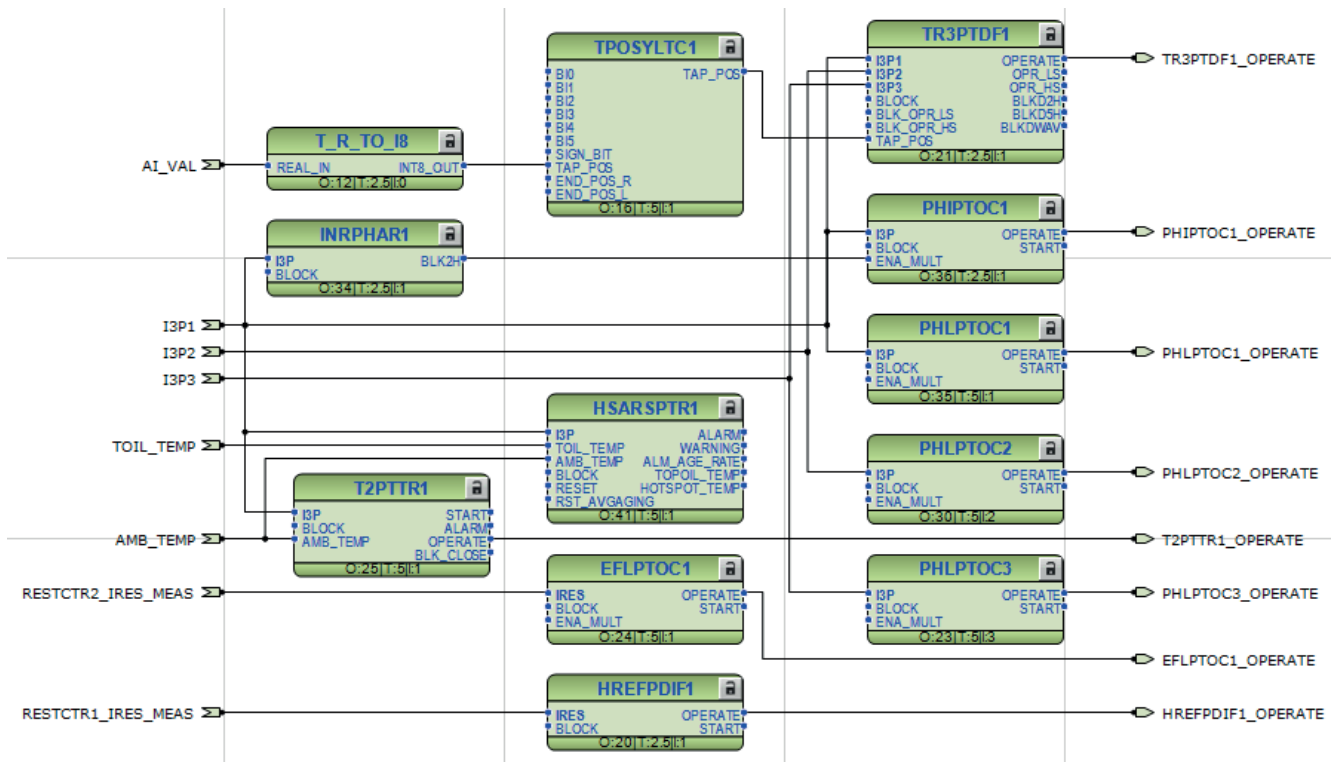 AI_VAL
T_R_TO_I8
REAL_IN INT8_OUT
O:12|T:2.5|I:0
TPOSYLTC1
BI0 TAP_POS
BI1
BI2
BI3
BI4
BI5
SIGN_BIT
TAP_POS
END_POS_R
END_POS_L
O:16|T:5|I:1
TR3PTDF1
I3P1 OPERATE
I3P2 OPR_LS
I3P3 OPR_HS
BLOCK BLKD2H
BLK_OPR_LS BLKD5H
BLK_OPR_HS BLKDWAV
TAP_POS
O:21|T:2.5|I:1
TR3PTDF1_OPERATE
INRPHAR1
I3P BLK2H
BLOCK
O:34|T:2.5|I:1
PHIPTOC1
I3P OPERATE
BLOCK START
ENA_MULT
O:36|T:2.5|I:1
PHIPTOC1_OPERATE
I3P1
I3P2
I3P3
PHLPTOC1
I3P OPERATE
BLOCK START
ENA_MULT
O:35|T:5|I:1
PHLPTOC1_OPERATE
TOIL_TEMP
HSARSPTR1
I3P ALARM
TOIL_TEMP WARNING
AMB_TEMP ALM_AGE_RATE
BLOCK TOPOIL_TEMP
RESET HOTSPOT_TEMP
RST_AVGAGING
O:41|T:5|I:1
PHLPTOC2
I3P OPERATE
BLOCK START
ENA_MULT
O:30|T:5|I:2
PHLPTOC2_OPERATE
AMB_TEMP
T2PTTR1
I3P START
BLOCK ALARM
AMB_TEMP OPERATE
BLK_CLOSE
O:25|T:5|I:1
T2PTTR1_OPERATE
RESTCTR2_IRES_MEAS
EFLPTOC1
IRES OPERATE
BLOCK START
ENA_MULT
O:24|T:5|I:1
PHLPTOC3
I3P OPERATE
BLOCK START
ENA_MULT
O:23|T:5|I:3
PHLPTOC3_OPERATE
EFLPTOC1_OPERATE
RESTCTR1_IRES_MEAS
HREFPDIF1
IRES OPERATE
BLOCK START
O:20|T:2.5|I:1
HREFPDIF1_OPERATE